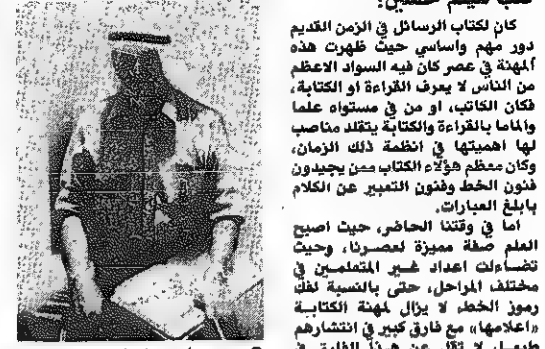 كان لكتاب الرسائل في الزمن القديم
دور مهم واساسي حيث ظهرت هذه
المهنة في عصر كان فيه السواد الاعظم
من الناس لا يعرف القراءة او الكتابة،
فكان الكاتب، او من في مستواه علما
والماما بالقراءة والكتابة يتقلد مناصب
لها اهميتها في انظمة ذلك الزمان،
وكان معظم هؤلاء الكتاب ممن يجيدون
فنون الخط وفنون التعبير عن الكلام
بابلغ العبارات.
اما في وقتنا الحاضر، حيث اصبح
العلم صفة مميزة لعصرنا، وحيث
تضاءلت اعداد غير المتعلمين في
مختلف المراحل، حتى بالنسبة لفك
رموز الخط، لا يزال لمهنة الكتابة
«اعلامها» مع فارق كبير في انتشارهم